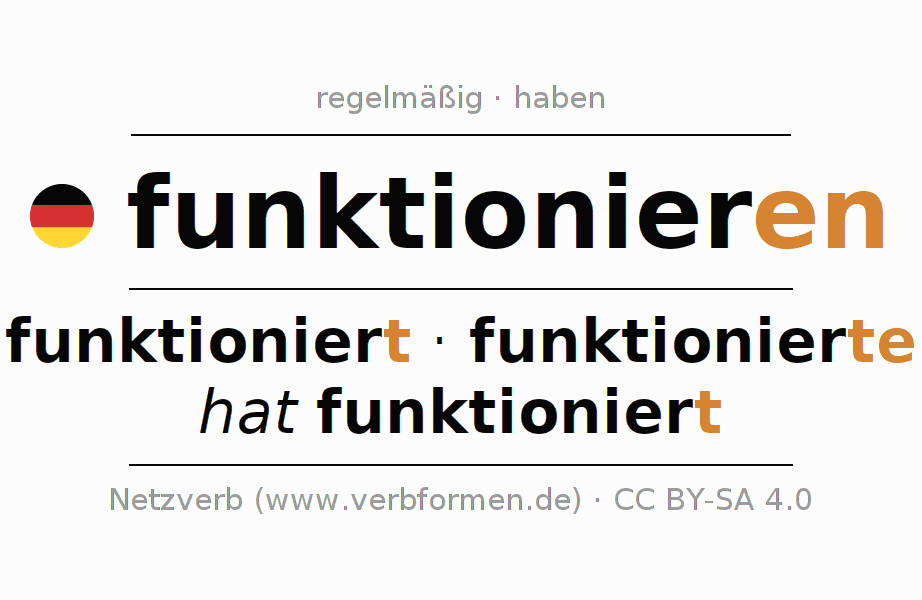 regelmäßig · haben
funktionieren
funktioniert · funktionierte
hat funktioniert
Netzverb (www.verbformen.de) · CC BY-SA 4.0